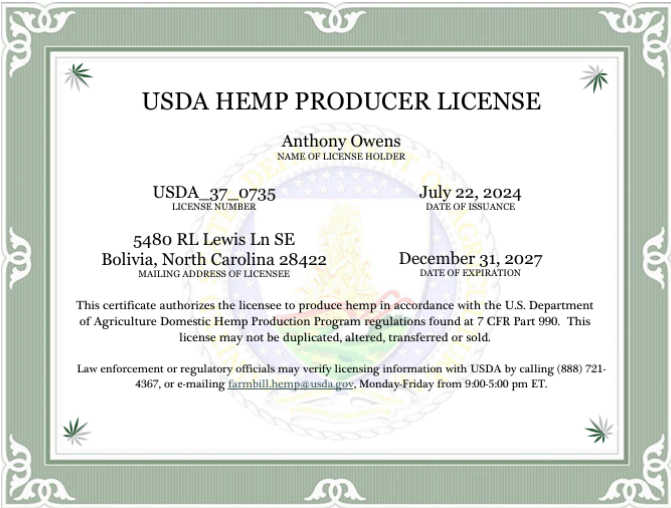 USDA HEMP PRODUCER LICENSE
Anthony Owens
NAME OF LICENSE HOLDER
USDA_37_0735
LICENSE NUMBER
July 22, 2024
DATE OF ISSUANCE
5480 RL Lewis Ln SE
Bolivia, North Carolina 28422
MAILING ADDRESS OF LICENSEE
December 31, 2027
DATE OF EXPIRATION
This certificate authorizes the licensee to produce hemp in accordance with the U.S. Department
of Agriculture Domestic Hemp Production Program regulations found at 7 CFR Part 990. This
license may not be duplicated, altered, transferred or sold.
Law enforcement or regulatory officials may verify licensing information with USDA by calling (888) 721-
4367, or e-mailing farmbill.hemp@usda.gov, Monday-Friday from 9:00-5:00 pm ET.